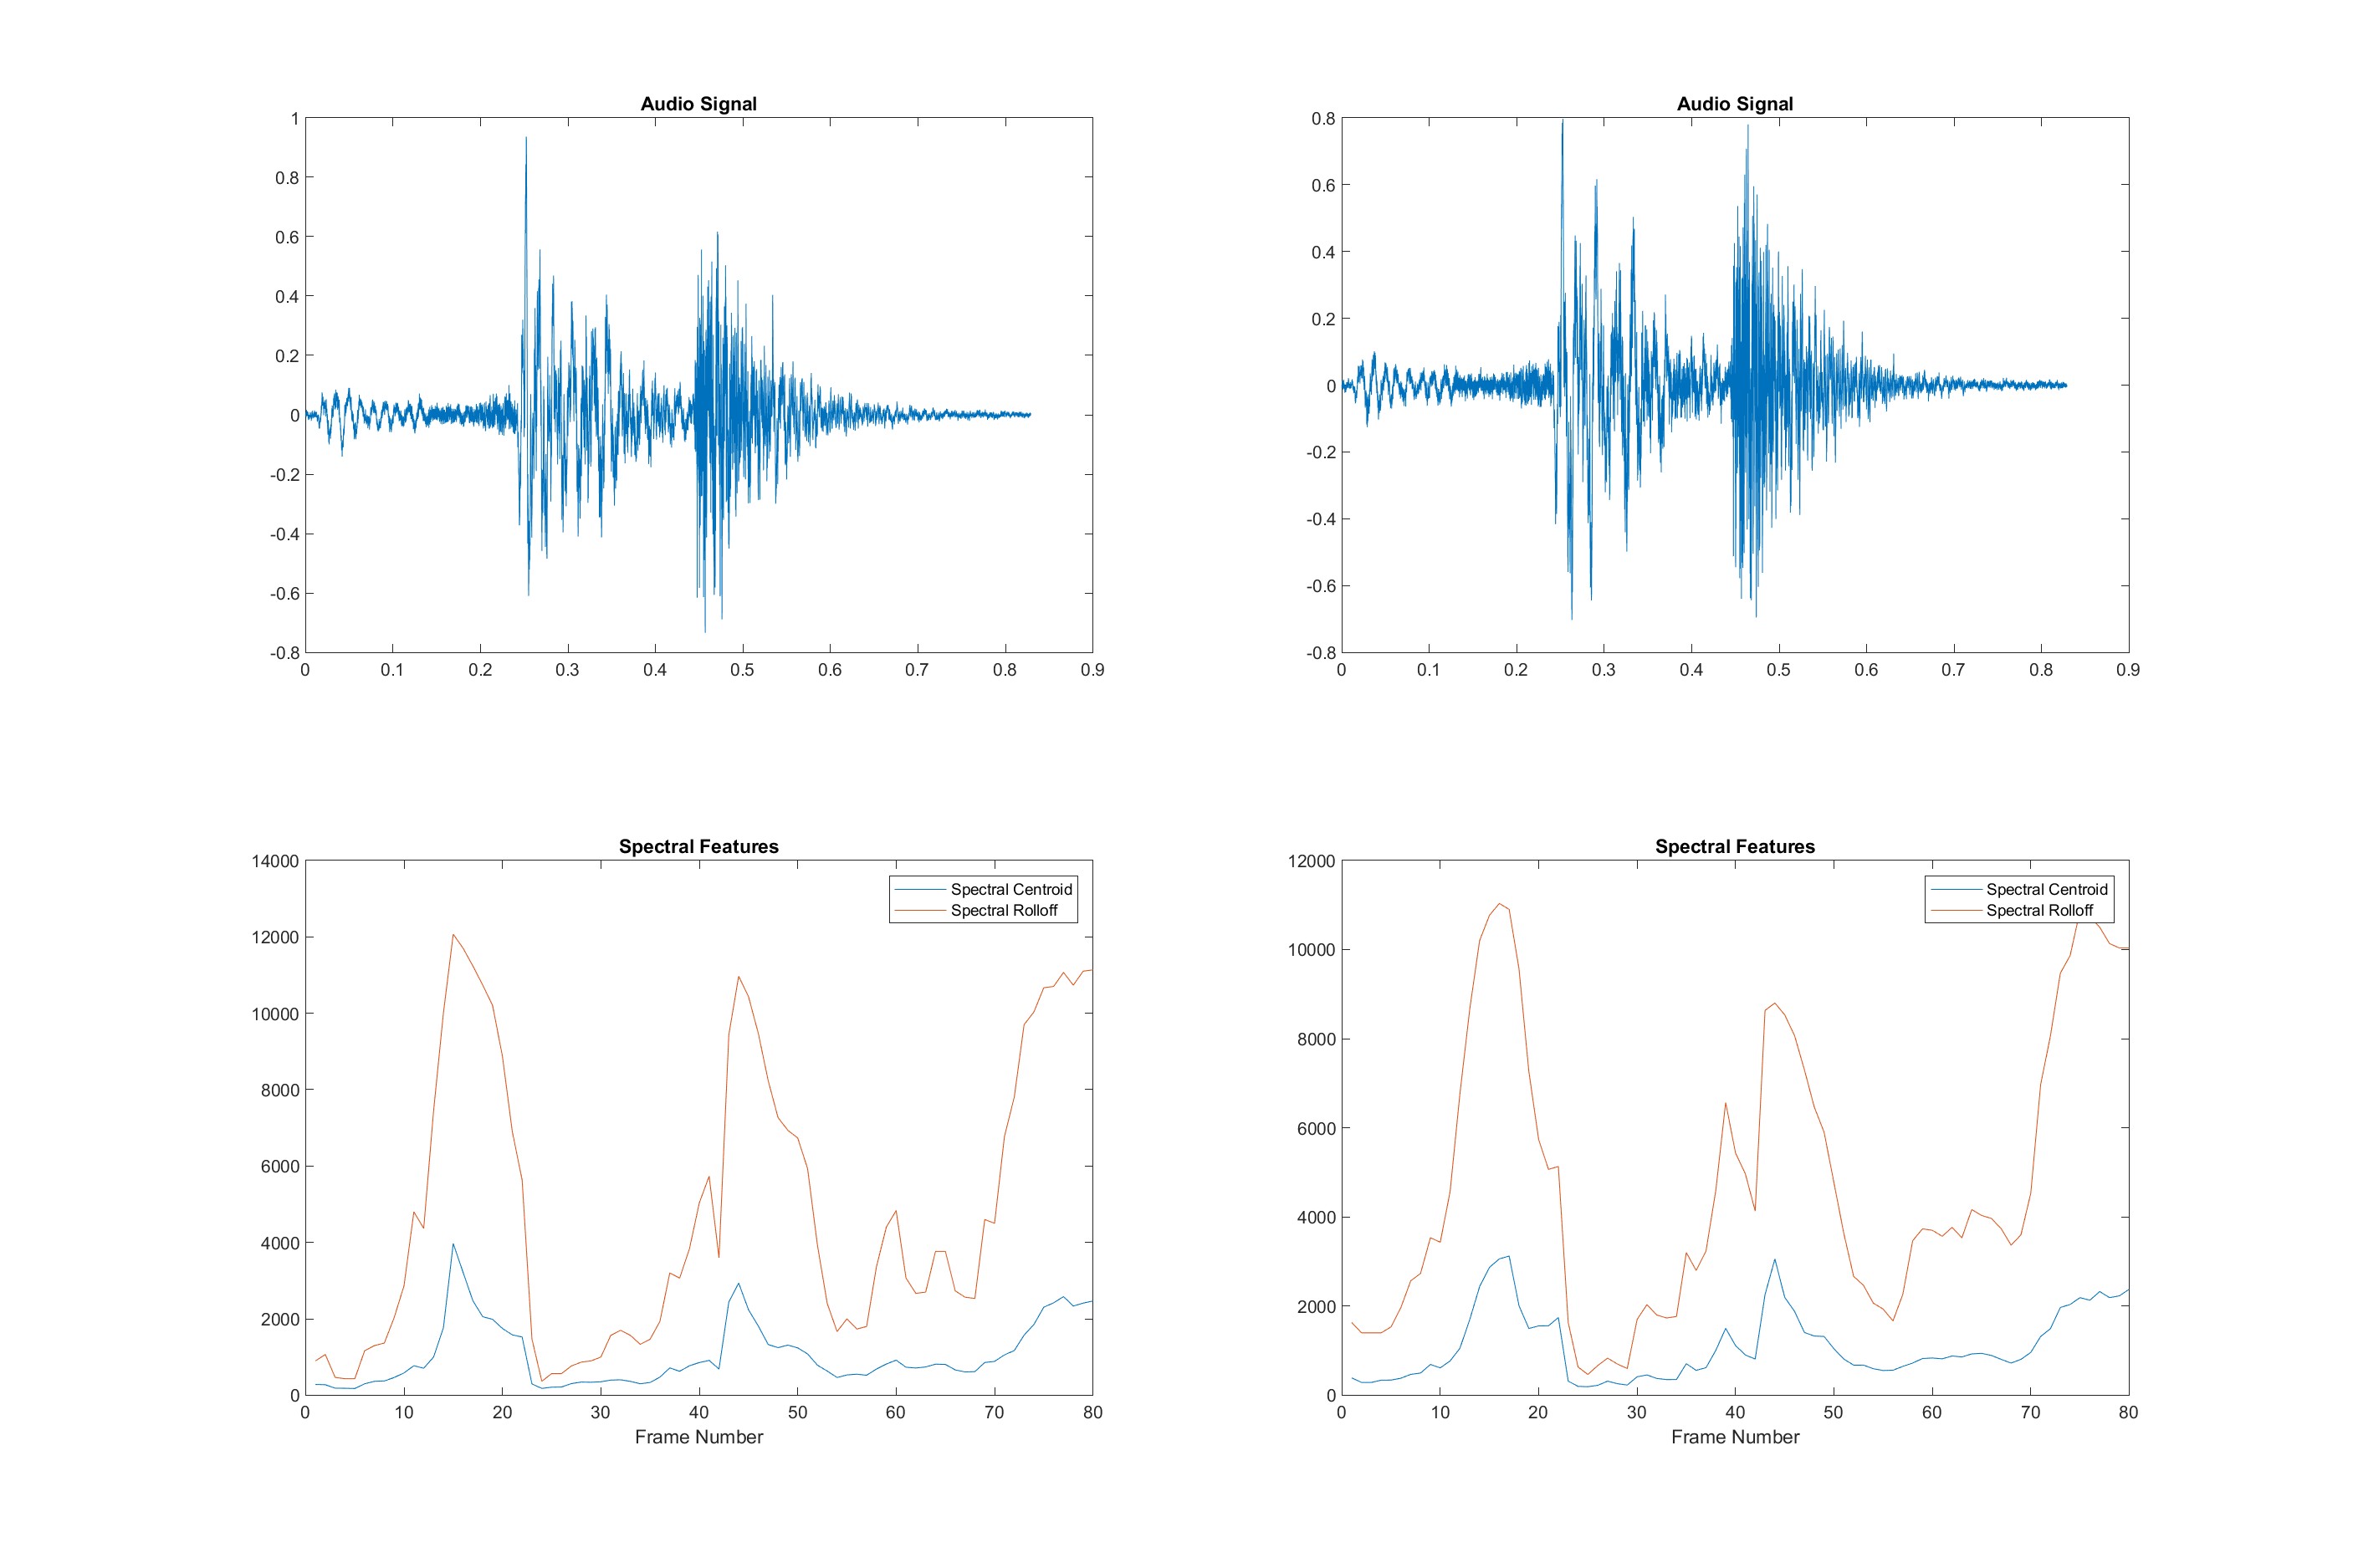 Audio Signal
1
0.8
0.6
0.4
0.2
0
-0.2
-0.4
-0.6
-0.8
0 0.1 0.2 0.3 0.4 0.5 0.6 0.7 0.8 0.9
Audio Signal
0.8
0.6
0.4
0.2
0
-0.2
-0.4
-0.6
-0.8
0 0.1 0.2 0.3 0.4 0.5 0.6 0.7 0.8 0.9
Spectral Features
14000
12000
10000
8000
6000
4000
2000
0
Spectral Centroid
Spectral Rolloff
0 10 20 30 40 50 60 70 80
Frame Number
Spectral Features
12000
10000
8000
6000
4000
2000
0
Spectral Centroid
Spectral Rolloff
0 10 20 30 40 50 60 70 80
Frame Number